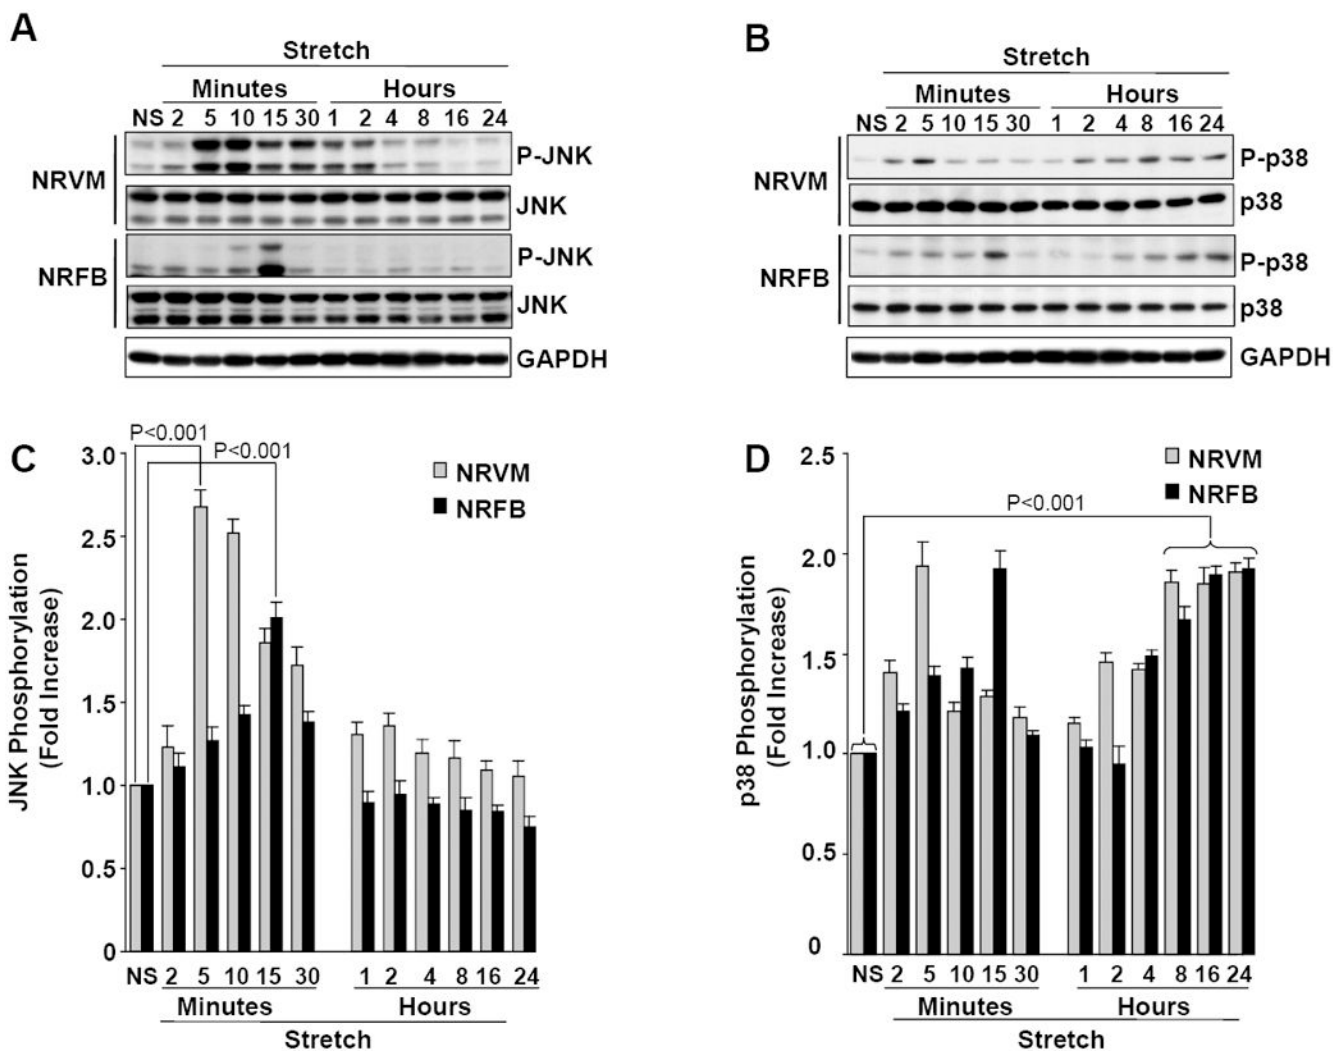 A
Stretch
Minutes Hours
NS 2 5 10 15 30 1 2 4 8 16 24
NRVM
P-JNK
JNK
NRFB
P-JNK
JNK
GAPDH
B
Stretch
Minutes Hours
NS 2 5 10 15 30 1 2 4 8 16 24
NRVM
P-p38
p38
NRFB
P-p38
p38
GAPDH
C
P<0.001
P<0.001
NRVM
NRFB
JNK Phosphorylation
(Fold Increase)
3.0
2.5
2.0
1.5
1.0
0.5
0
NS 2 5 10 15 30 1 2 4 8 16 24
Minutes Hours
Stretch
D
NRVM
NRFB
P<0.001
p38 Phosphorylation
(Fold Increase)
2.5
2.0
1.5
1.0
0.5
0
NS 2 5 10 15 30 1 2 4 8 16 24
Minutes Hours
Stretch